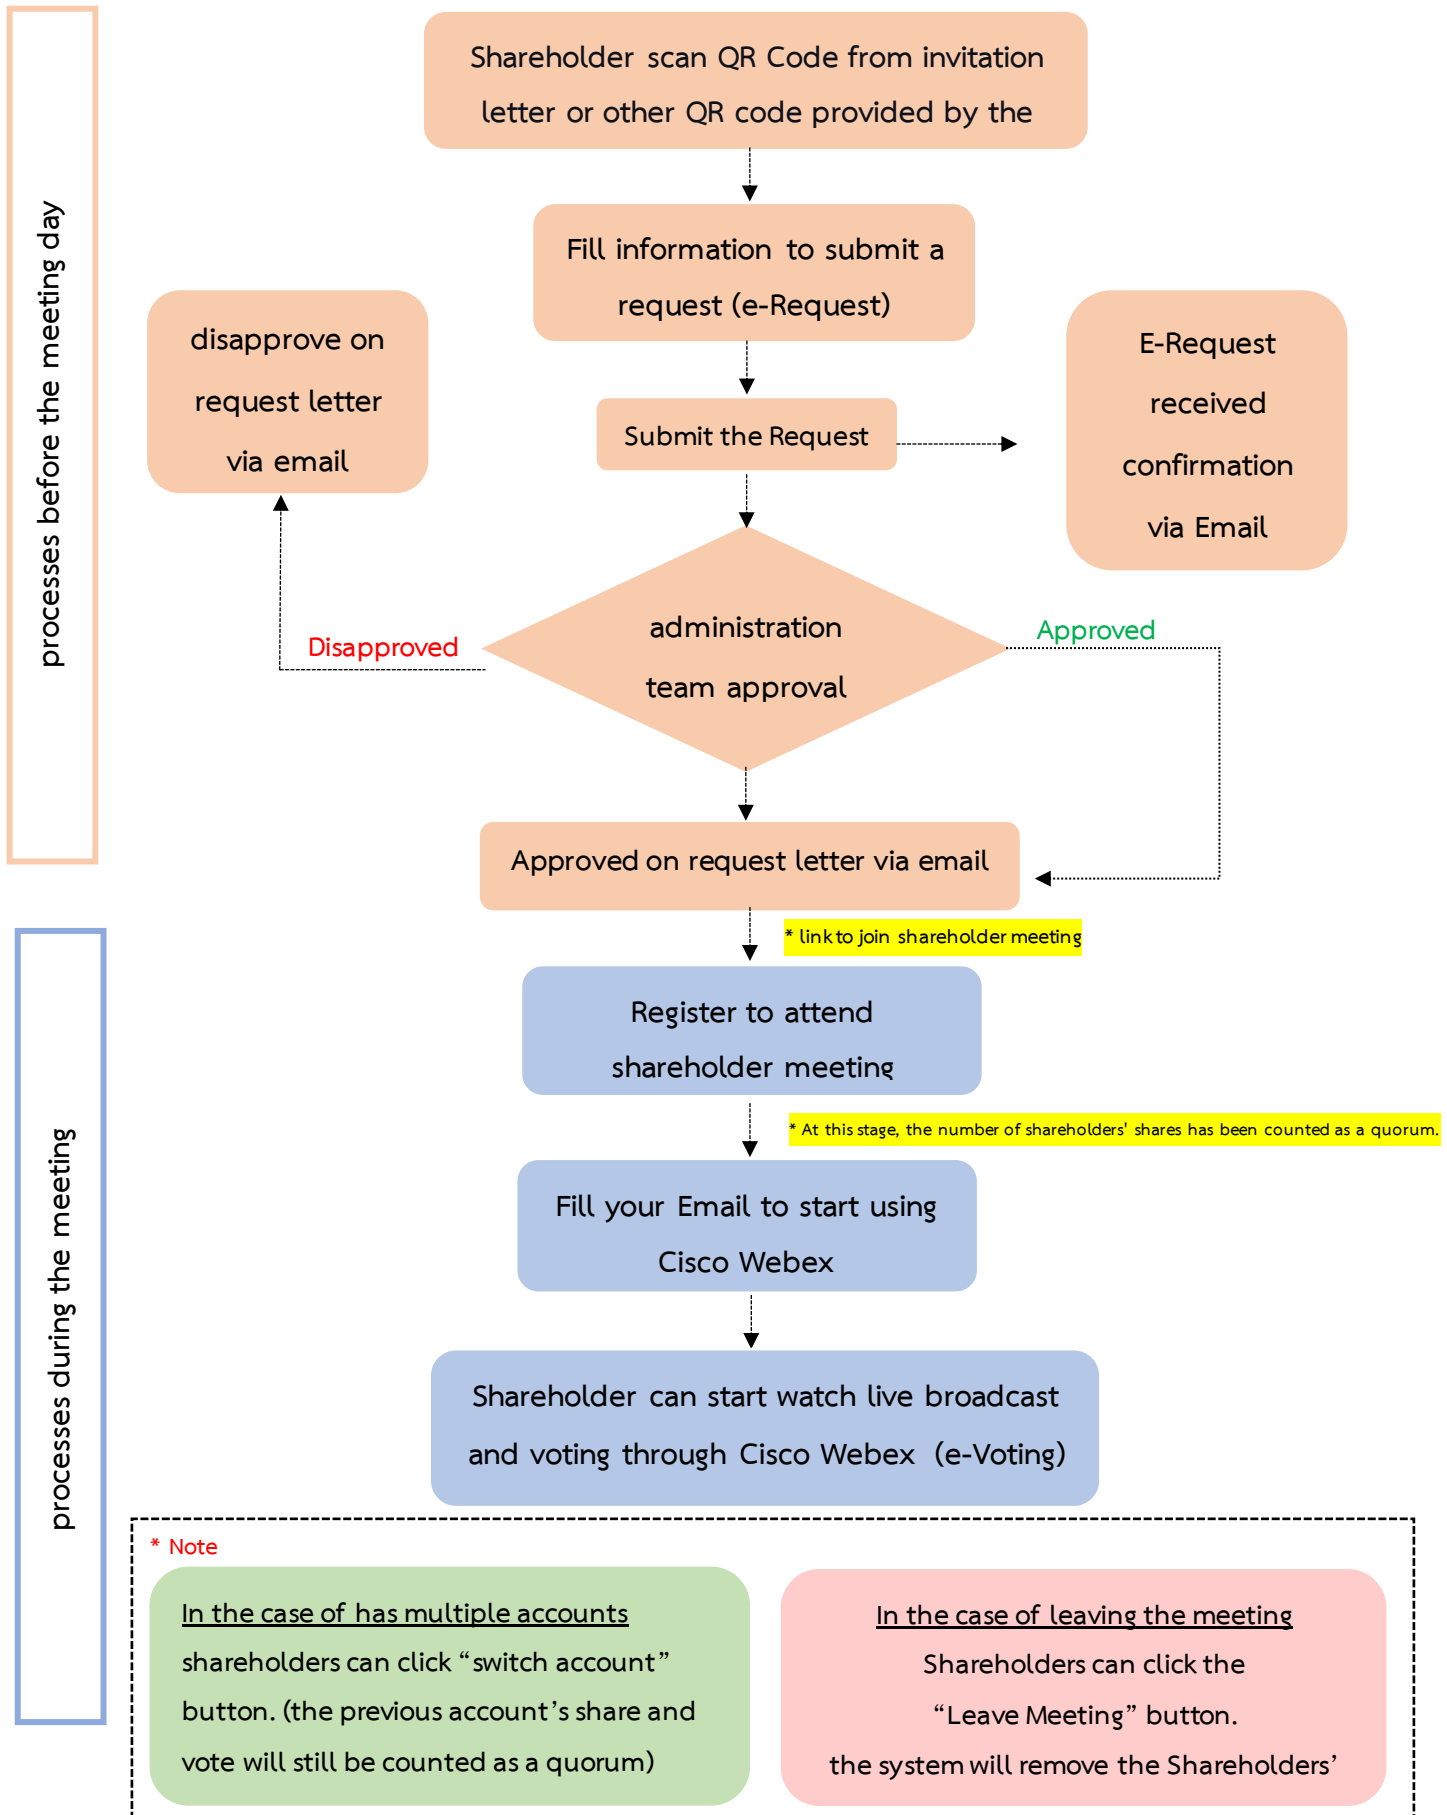 processes before the meeting day
Shareholder scan QR Code from invitation
letter or other QR code provided by the
Fill information to submit a
request (e-Request)
disapprove on
request letter
via email
E-Request
received
confirmation
via Email
Submit the Request
administration
team approval
Disapproved
Approved
Approved on request letter via email
* link to join shareholder meeting
processes during the meeting
Register to attend
shareholder meeting
* At this stage, the number of shareholders' shares has been counted as a quorum.
Fill your Email to start using
Cisco Webex
Shareholder can start watch live broadcast
and voting through Cisco Webex (e-Voting)
* Note
In the case of has multiple accounts
shareholders can click “switch account”
button. (the previous account’s share and
vote will still be counted as a quorum)
In the case of leaving the meeting
Shareholders can click the
“Leave Meeting” button.
the system will remove the Shareholders’